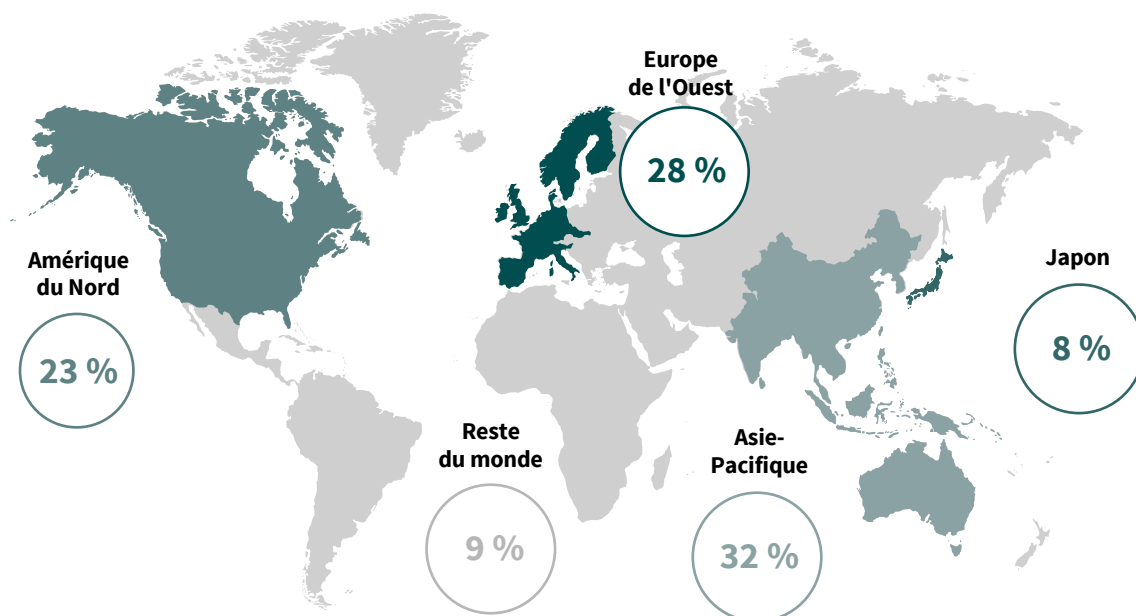 Europe
de l'Ouest
28 %
Amérique
du Nord
23 %
Japon
8 %
Reste
du monde
9 %
Asie-
Pacifique
32 %